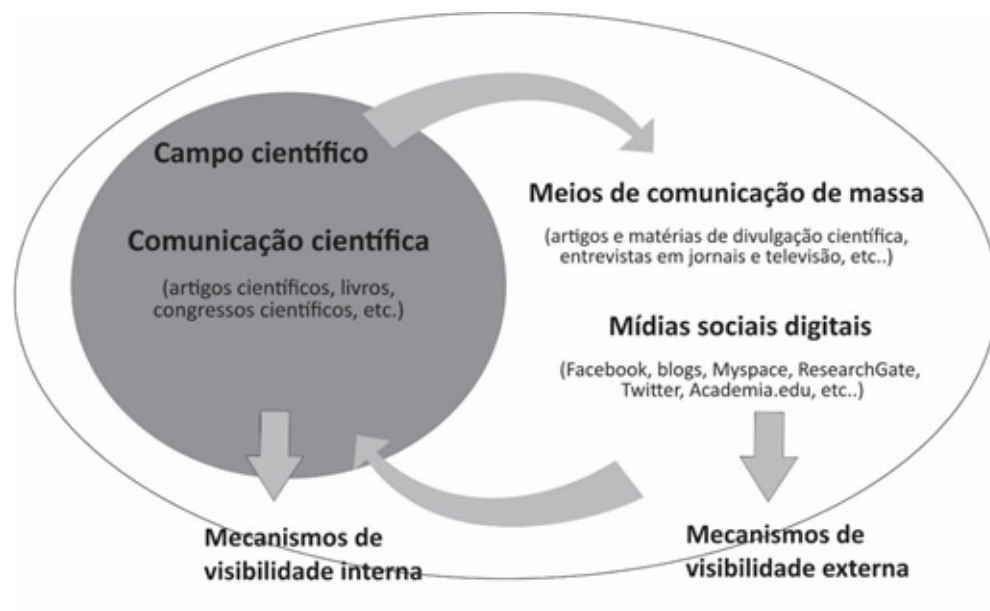 Campo científico
Comunicação científica
(artigos científicos, livros,
congressos científicos, etc.)
Meios de comunicação de massa
(artigos e matérias de divulgação científica,
entrevistas em jornais e televisão, etc..)
Mídias sociais digitais
(Facebook, blogs, Myspace, ResearchGate,
Twitter, Academia.edu, etc..)
Mecanismos de
visibilidade interna
Mecanismos de
visibilidade externa